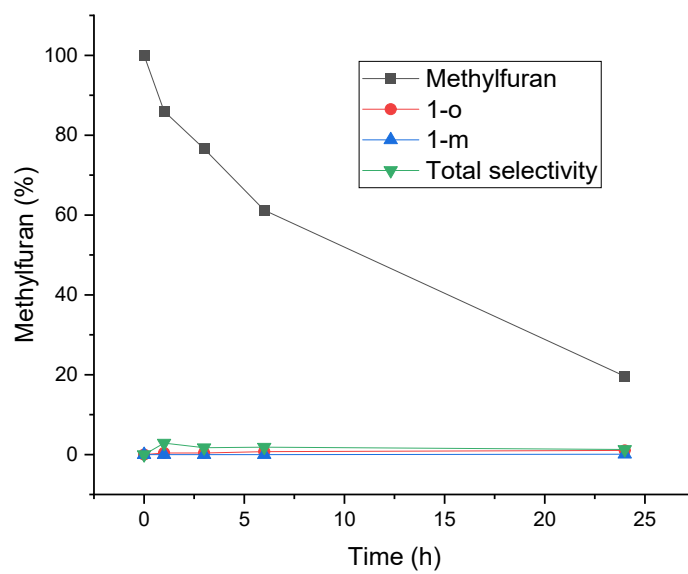 100
80
60
40
20
0
Methylfuran (%)
Methylfuran
1-o
1-m
Total selectivity
0 5 10 15 20 25
Time (h)